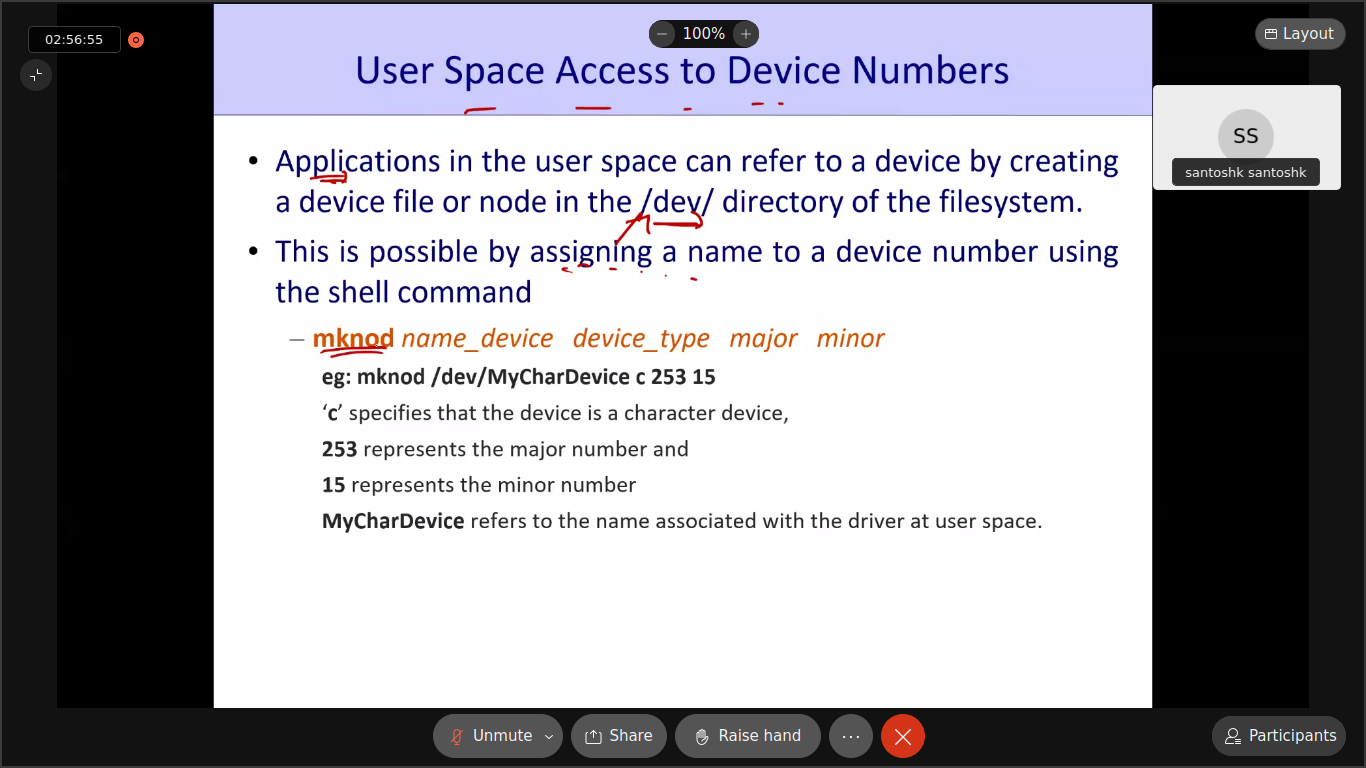 02:56:55
100%
Layout
User Space Access to Device Numbers
SS
santoshk santoshk
• Applications in the user space can refer to a device by creating
a device file or node in the /dev/ directory of the filesystem.
• This is possible by assigning a name to a device number using
the shell command
– mknod name_device device_type major minor
eg: mknod /dev/MyCharDevice c 253 15
‘c’ specifies that the device is a character device,
253 represents the major number and
15 represents the minor number
MyCharDevice refers to the name associated with the driver at user space.
Unmute
Share
Raise hand
Participants